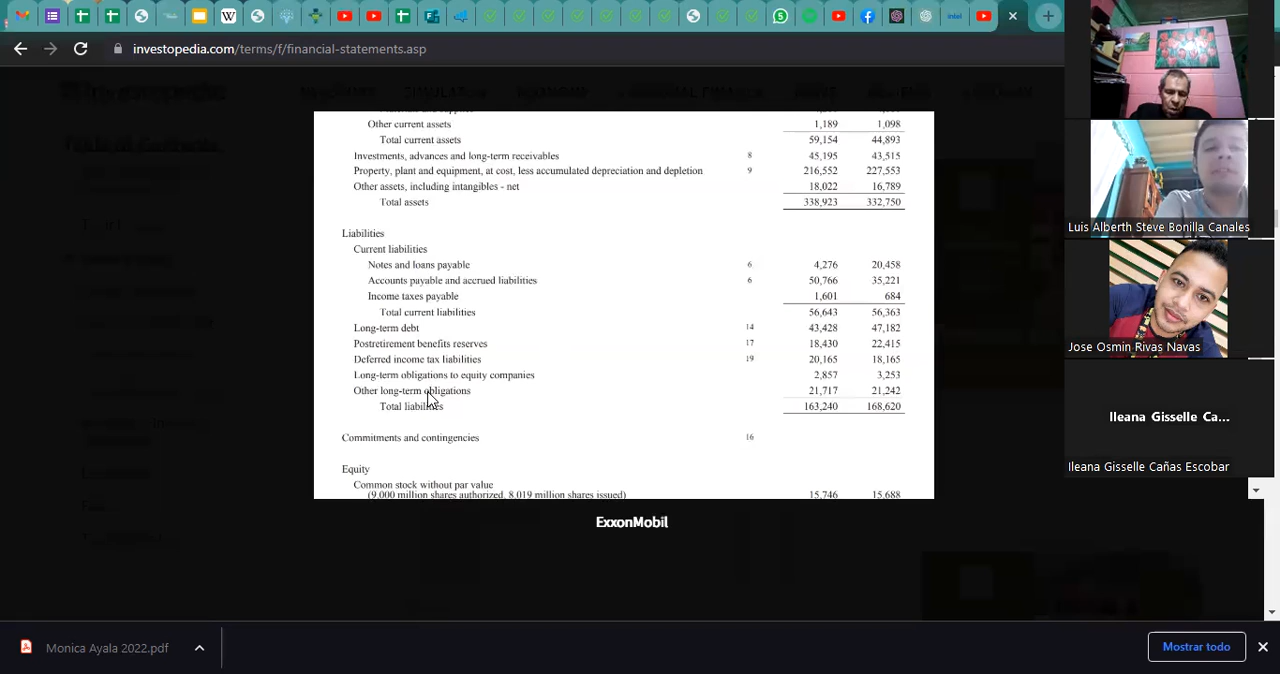 investopedia.com/terms/f/financial-statements.asp
Other current assets 1,189 1,098
Total current assets 59,154 44,893
Investments, advances and long-term receivables 8 45,195 43,515
Property, plant and equipment, at cost, less accumulated depreciation and depletion 9 216,552 227,553
Other assets, including intangibles - net 18,022 16,789
Total assets 338,923 332,750
Liabilities
Current liabilities
Notes and loans payable 6 4,276 20,458
Accounts payable and accrued liabilities 6 50,766 35,221
Income taxes payable 1,601 684
Total current liabilities 56,643 56,363
Long-term debt 14 43,428 47,182
Postretirement benefits reserves 17 18,430 22,415
Deferred income tax liabilities 19 20,165 18,165
Long-term obligations to equity companies 2,857 3,253
Other long-term obligations 21,717 21,242
Total liabilities 163,240 168,620
Commitments and contingencies 16
Equity
Common stock without par value
(9,000 million shares authorized, 8,019 million shares issued) 15,746 15,688
ExxonMobil
Luis Alberth Steve Bonilla Canales
Jose Osmin Rivas Navas
Ileana Gisselle Ca...
Ileana Gisselle Cañas Escobar
Monica Ayala 2022.pdf
Mostrar todo